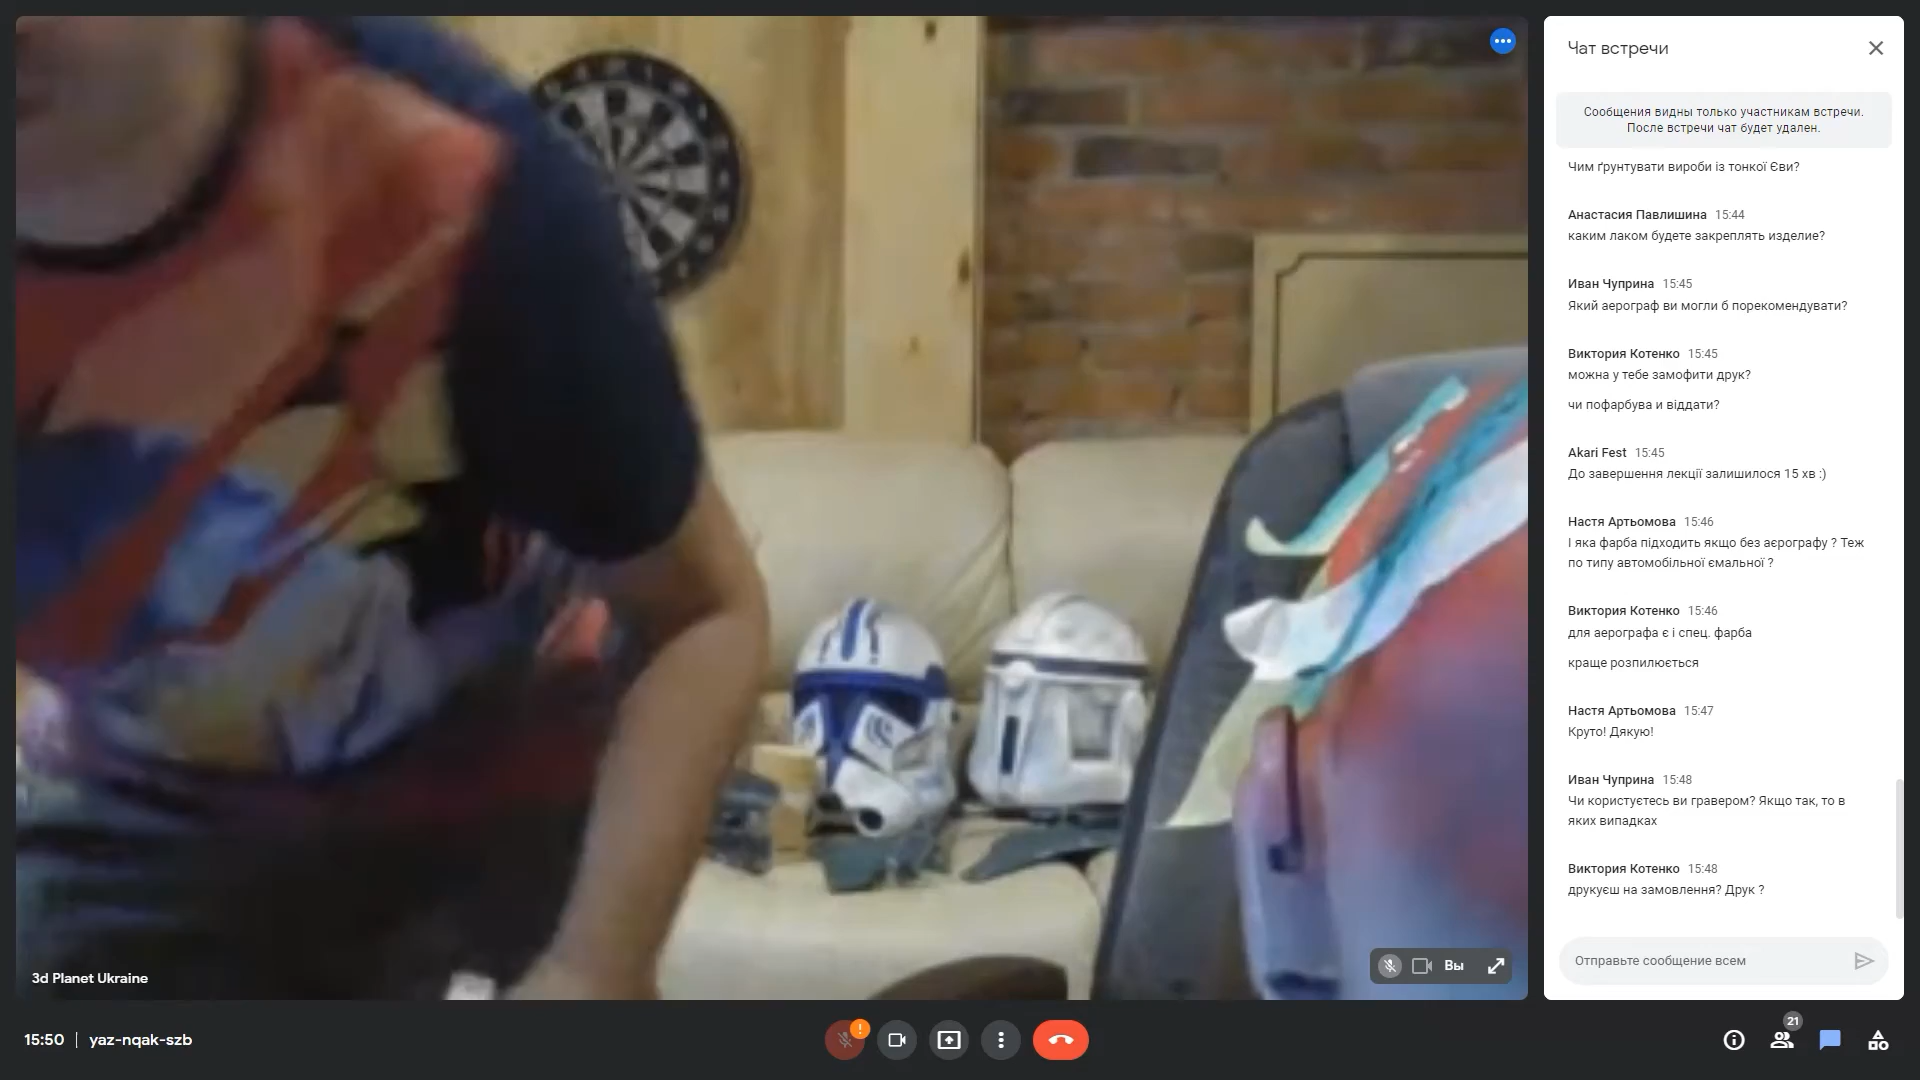 Чат встречи
Сообщения видны только участникам встречи.
После встречи чат будет удален.
Чим ґрунтувати вироби із тонкої Єви?
Анастасия Павлишина 15:44
каким лаком будете закреплять изделие?
Иван Чуприна 15:45
Який аерограф ви могли б порекомендувати?
Виктория Котенко 15:45
можна у тебе замофити друк?
чи пофарбува и віддати?
Akari Fest 15:45
До завершення лекції залишилося 15 хв :)
Настя Артьомова 15:46
І яка фарба підходить якщо без аєрографу ? Теж
по типу автомобільної ємальної ?
Виктория Котенко 15:46
для аерографа є і спец. фарба
краще розпилюється
Настя Артьомова 15:47
Круто! Дякую!
Иван Чуприна 15:48
Чи користуєтесь ви гравером? Якщо так, то в
яких випадках
Виктория Котенко 15:48
друкуєш на замовлення? Друк ?
Отправьте сообщение всем
3d Planet Ukraine
Вы
15:50 | yaz-nqak-szb
21